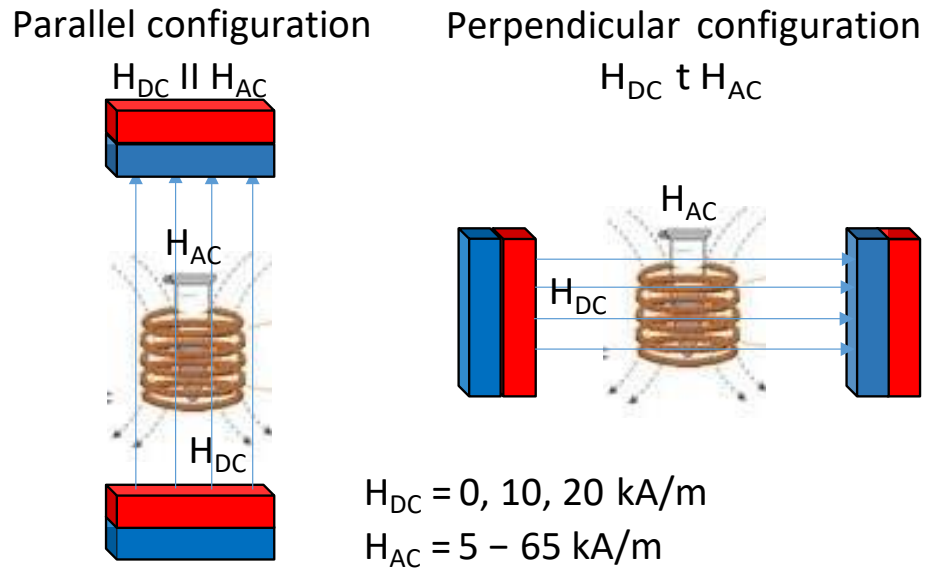 Parallel configuration
H_DC II H_AC
H_AC
H_DC
Perpendicular configuration
H_DC t H_AC
H_AC
H_DC
H_DC = 0, 10, 20 kA/m
H_AC = 5 – 65 kA/m